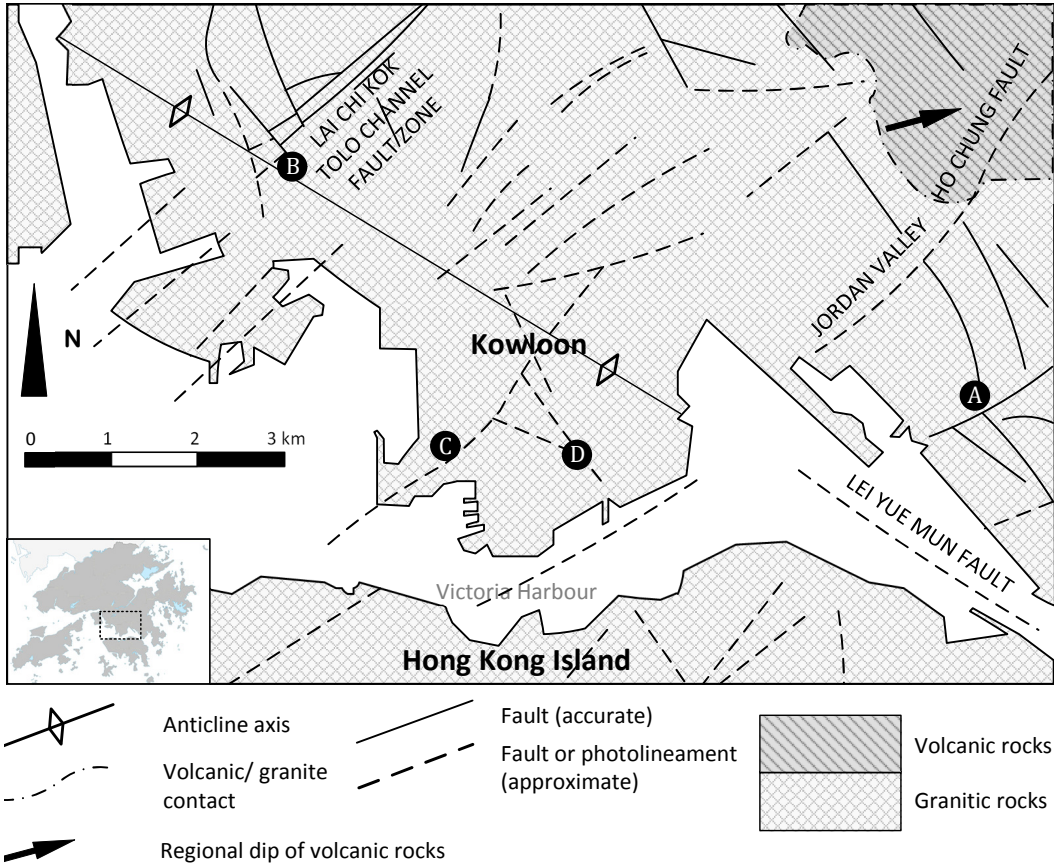 LAI CHI KOK
TOLO CHANNEL
FAULT/ZONE
HO CHUNG FAULT
JORDAN VALLEY
B
A
N
Kowloon
C
D
0 1 2 3 km
LEI YUE MUN FAULT
Victoria Harbour
Hong Kong Island
Anticline axis
Volcanic/ granite
contact
Regional dip of volcanic rocks
Fault (accurate)
Fault or photolineament
(approximate)
Volcanic rocks
Granitic rocks